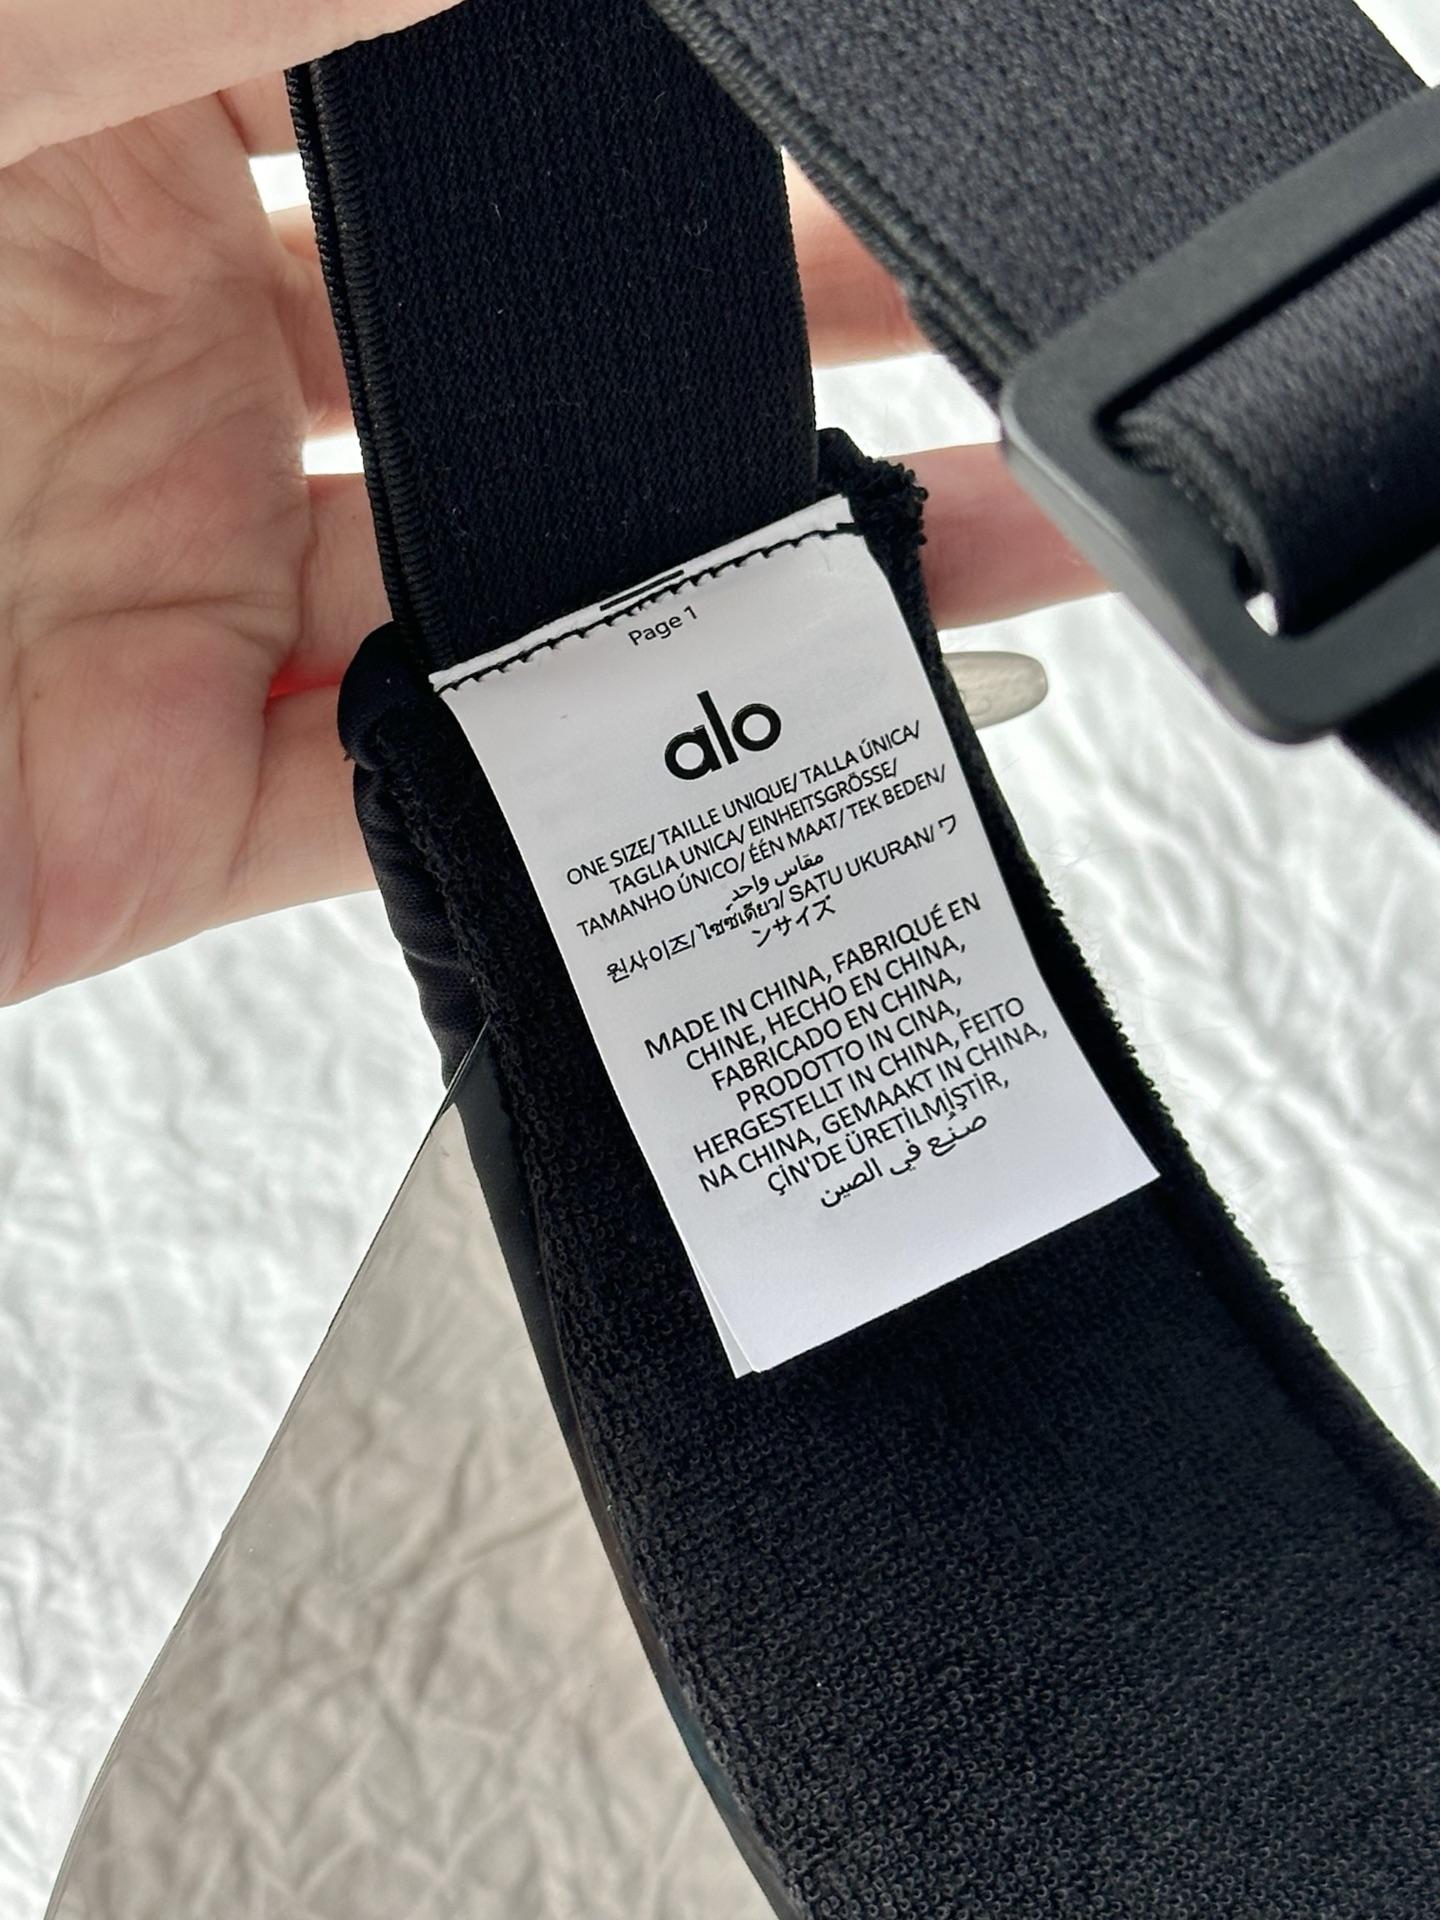 Page 1
alo
ONE SIZE/ TAILLE UNIQUE/ TALLA ÚNICA/
TAGLIA UNICA/ EINHEITSGRÖSSE/
TAMANHO ÚNICO/ ÉÉN MAAT/ TEK BEDEN/
مقاس واحد
원사이즈/ ไซซ์เดียว/ SATU UKURAN/ ワ
ンサイズ
MADE IN CHINA, FABRIQUÉ EN
CHINE, HECHO EN CHINA,
FABRICADO EN CHINA,
PRODOTTO IN CINA,
HERGESTELLT IN CHINA, FEITO
NA CHINA, GEMAAKT IN CHINA,
ÇİN'DE ÜRETİLMİŞTİR,
صنع في الصين